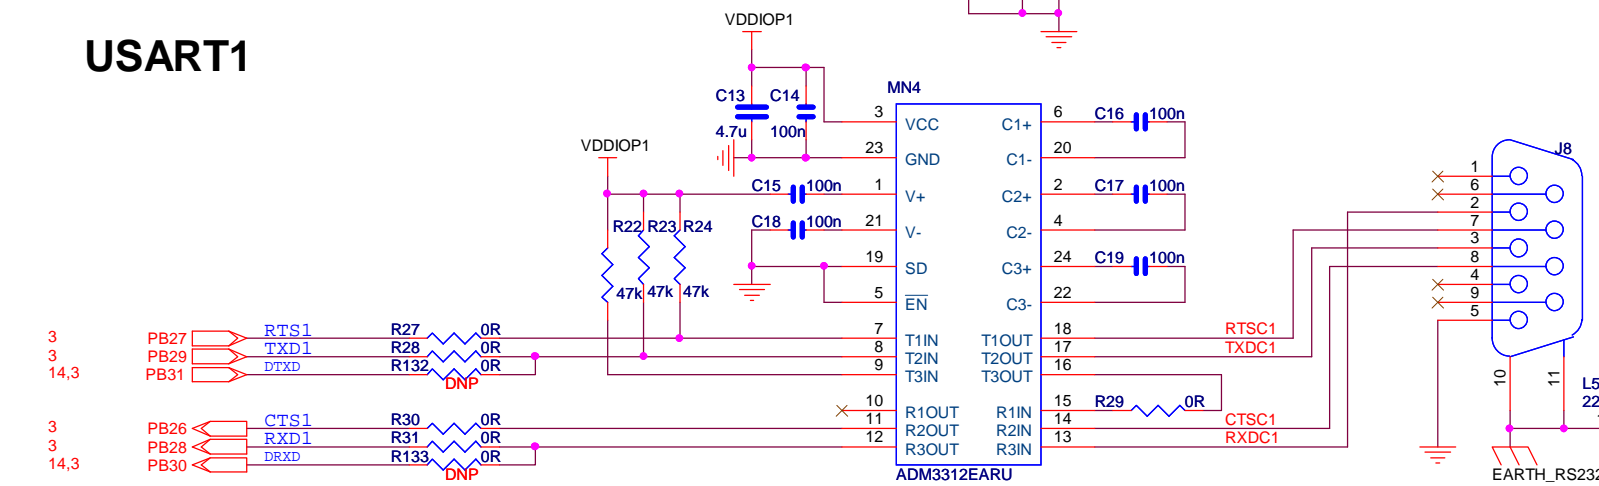 VDDIOP1
USART1
MN4
C13 C14
3 VCC C1+ 6 C16 100n
4.7u 100n
VDDIOP1
23 GND C1- 20
J8
1
C15 100n 1 V+ C2+ 2 C17 100n
6
2
R22 R23 R24 C18 100n 21 V- C2- 4
7
3
19 SD C3+ 24 C19 100n
8
47k 47k 47k
4
5 EN C3- 22
9
5
3 PB27 RTS1 R27 0R 7 T1IN T1OUT 18 RTSC1
3 PB29 TXD1 R28 0R 8 T2IN T2OUT 17 TXDC1
14,3 PB31 DTXD R132 0R 9 T3IN T3OUT 16
DNP
10 11
L5
22
10 R1OUT R1IN 15 R29 0R
3 PB26 CTS1 R30 0R 11 R2OUT R2IN 14 CTSC1
3 PB28 RXD1 R31 0R 12 R3OUT R3IN 13 RXDC1
14,3 PB30 DRXD R133 0R
DNP
ADM3312EARU
EARTH_RS232